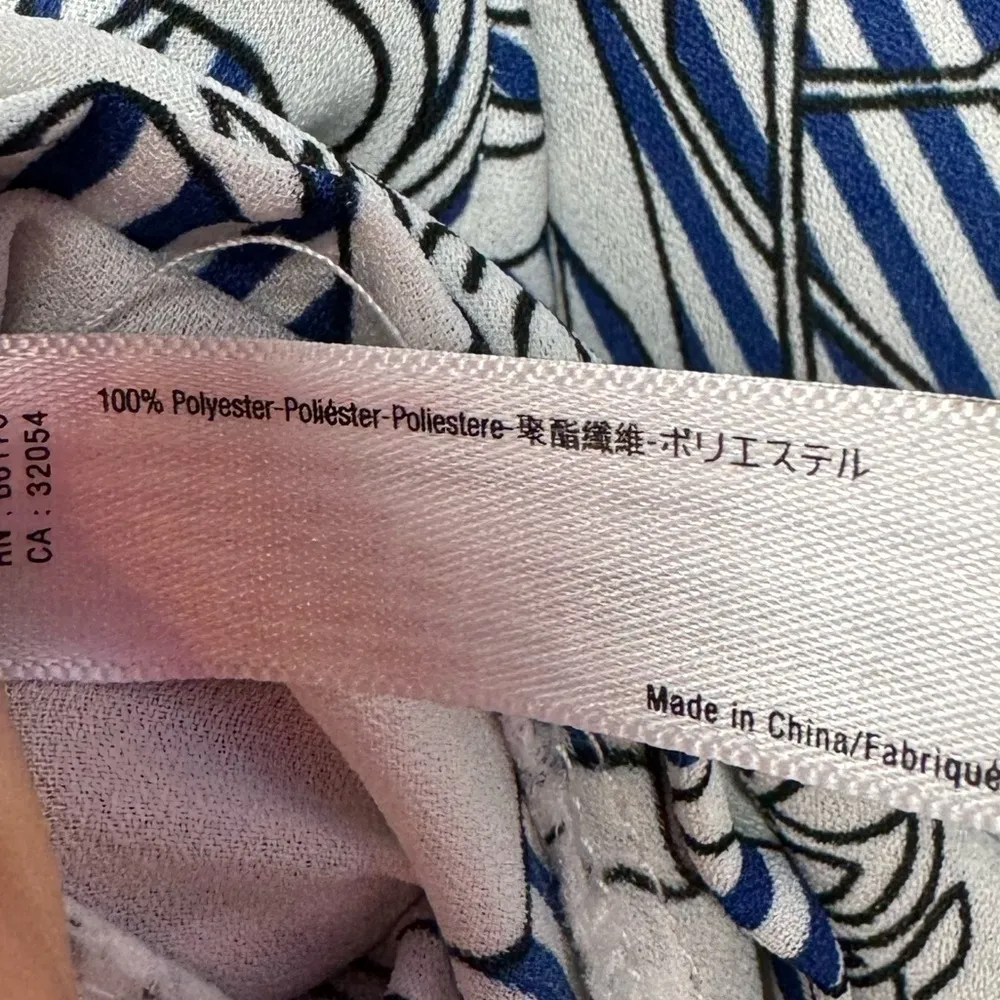 100% Polyester-Poliéster-Poliestere-聚酯纖維-ポリエステル
CA : 32054
Made in China/Fabriqué